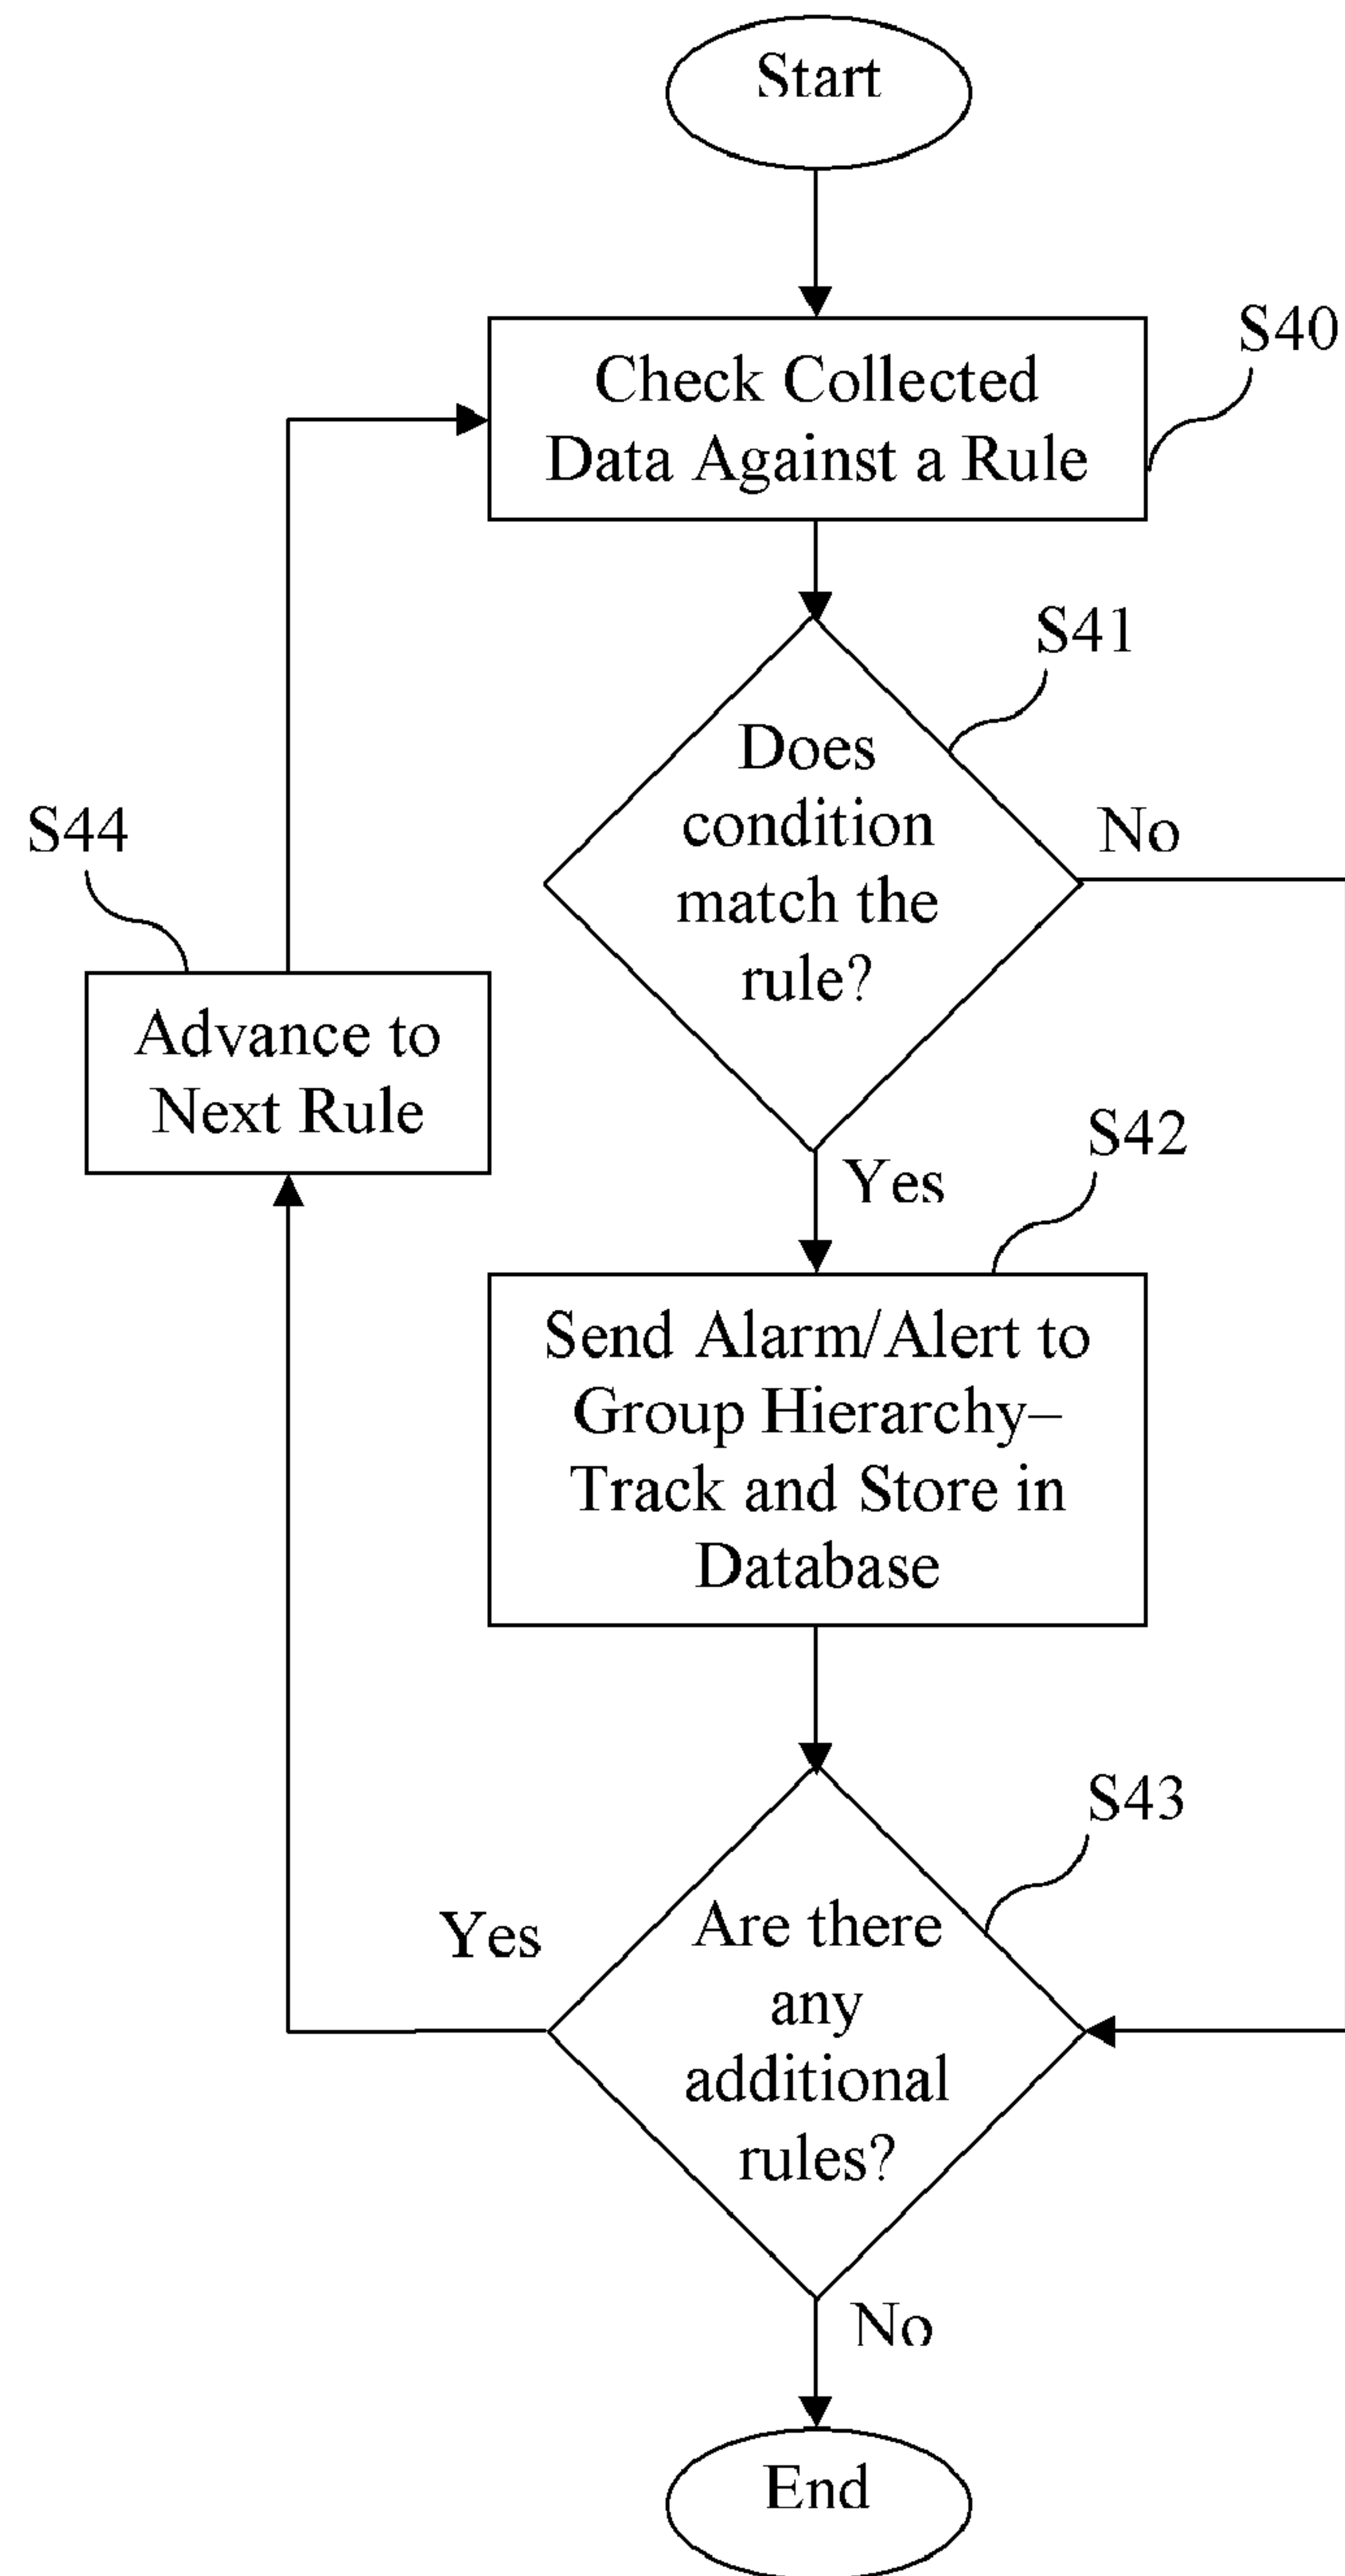 Start
S40
Check Collected
Data Against a Rule
S41
Does
condition
match the
rule?
No
S44
Advance to
Next Rule
Yes
S42
Send Alarm/Alert to
Group Hierarchy–
Track and Store in
Database
S43
Are there
any
additional
rules?
Yes
No
End